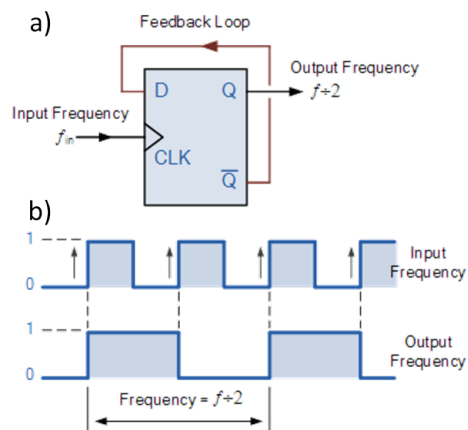 a)
Feedback Loop
D
Q
Output Frequency
f÷2
Input Frequency
fin
CLK
Q̅
b)
1
0
Input
Frequency
1
0
Output
Frequency
Frequency = f÷2